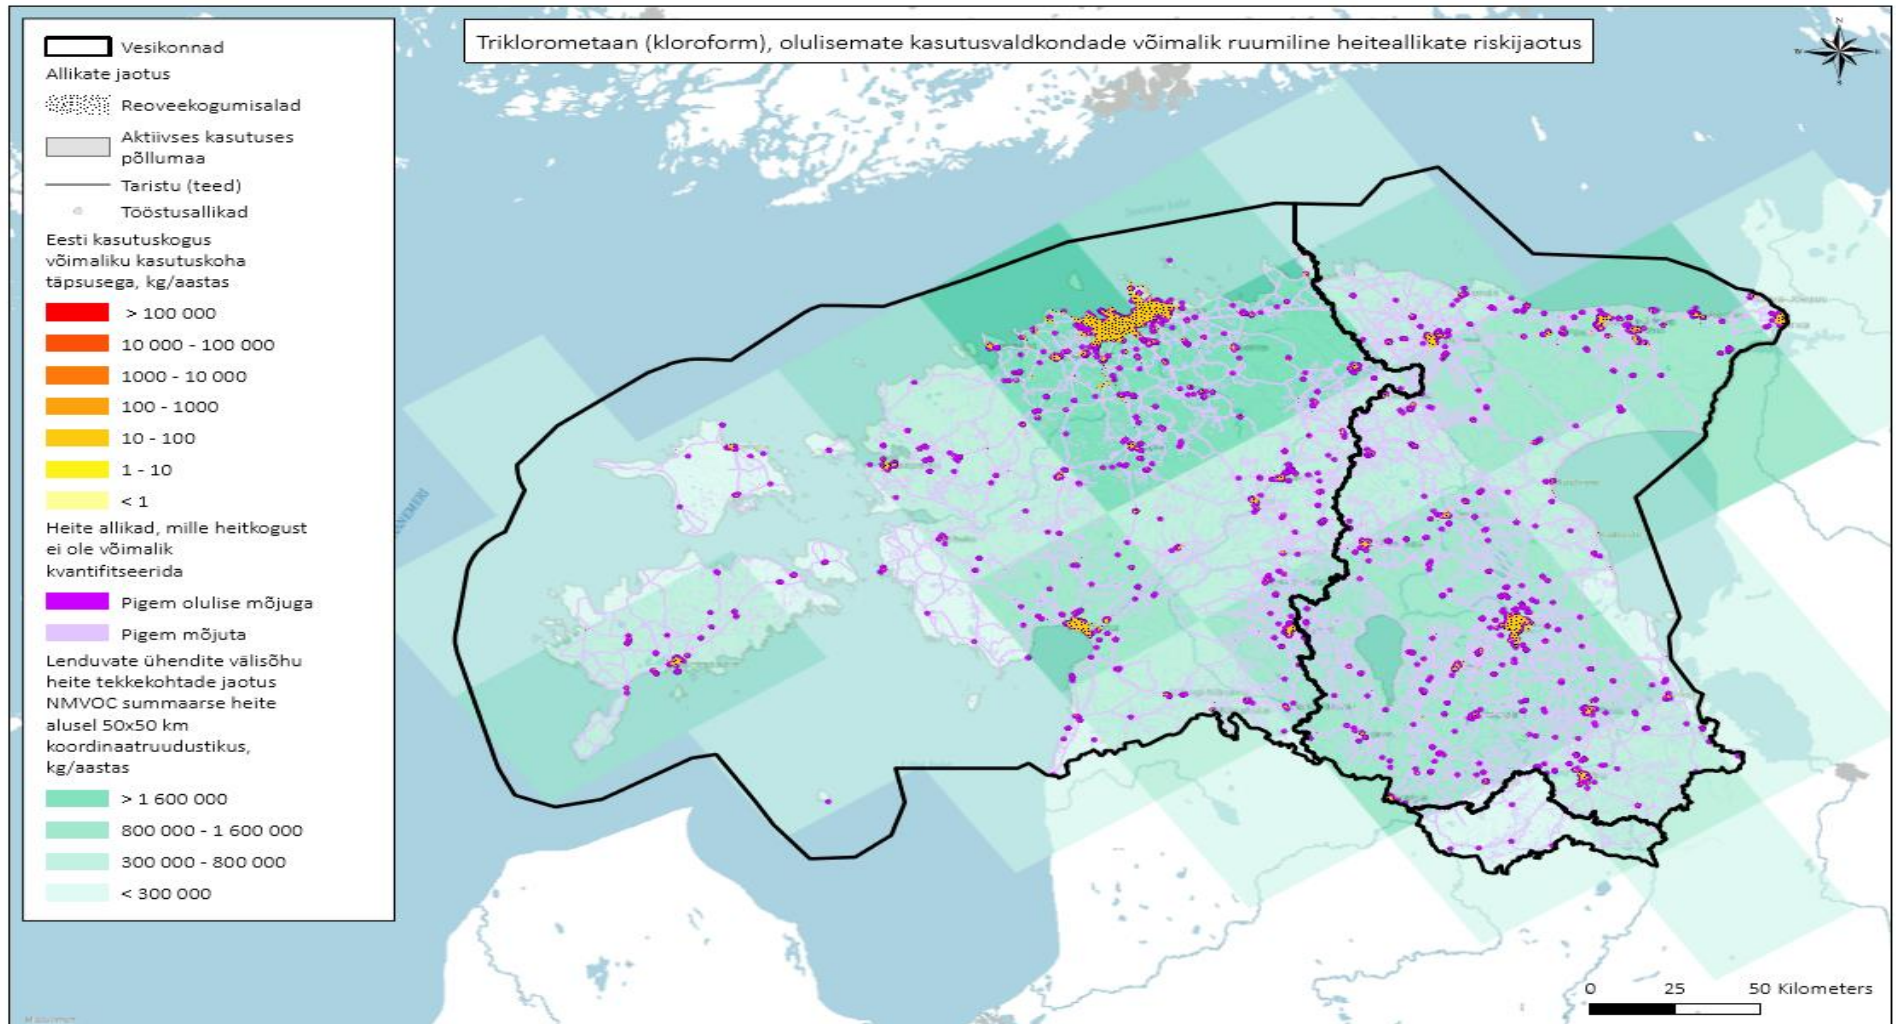 Triklorometaan (kloroform), olulisemate kasutusvaldkondade võimalik ruumiline heiteallikate riskijaotus
Vesikonnad
Allikate jaotus
Reoveekogumisalad
Aktiivses kasutuses
põllumaa
Taristu (teed)
Tööstusallikad
Eesti kasutuskogus
võimaliku kasutuskoha
täpsusega, kg/aastas
> 100 000
10 000 - 100 000
1000 - 10 000
100 - 1000
10 - 100
1 - 10
< 1
Heite allikad, mille heitkogust
ei ole võimalik
kvantifitseerida
Pigem olulise mõjuga
Pigem mõjuta
Lenduvate ühendite välisõhu
heite tekkekohtade jaotus
NMVOC summaarse heite
alusel 50x50 km
koordinaatruudustikus,
kg/aastas
> 1 600 000
800 000 - 1 600 000
300 000 - 800 000
< 300 000
N
0 25 50 Kilometers